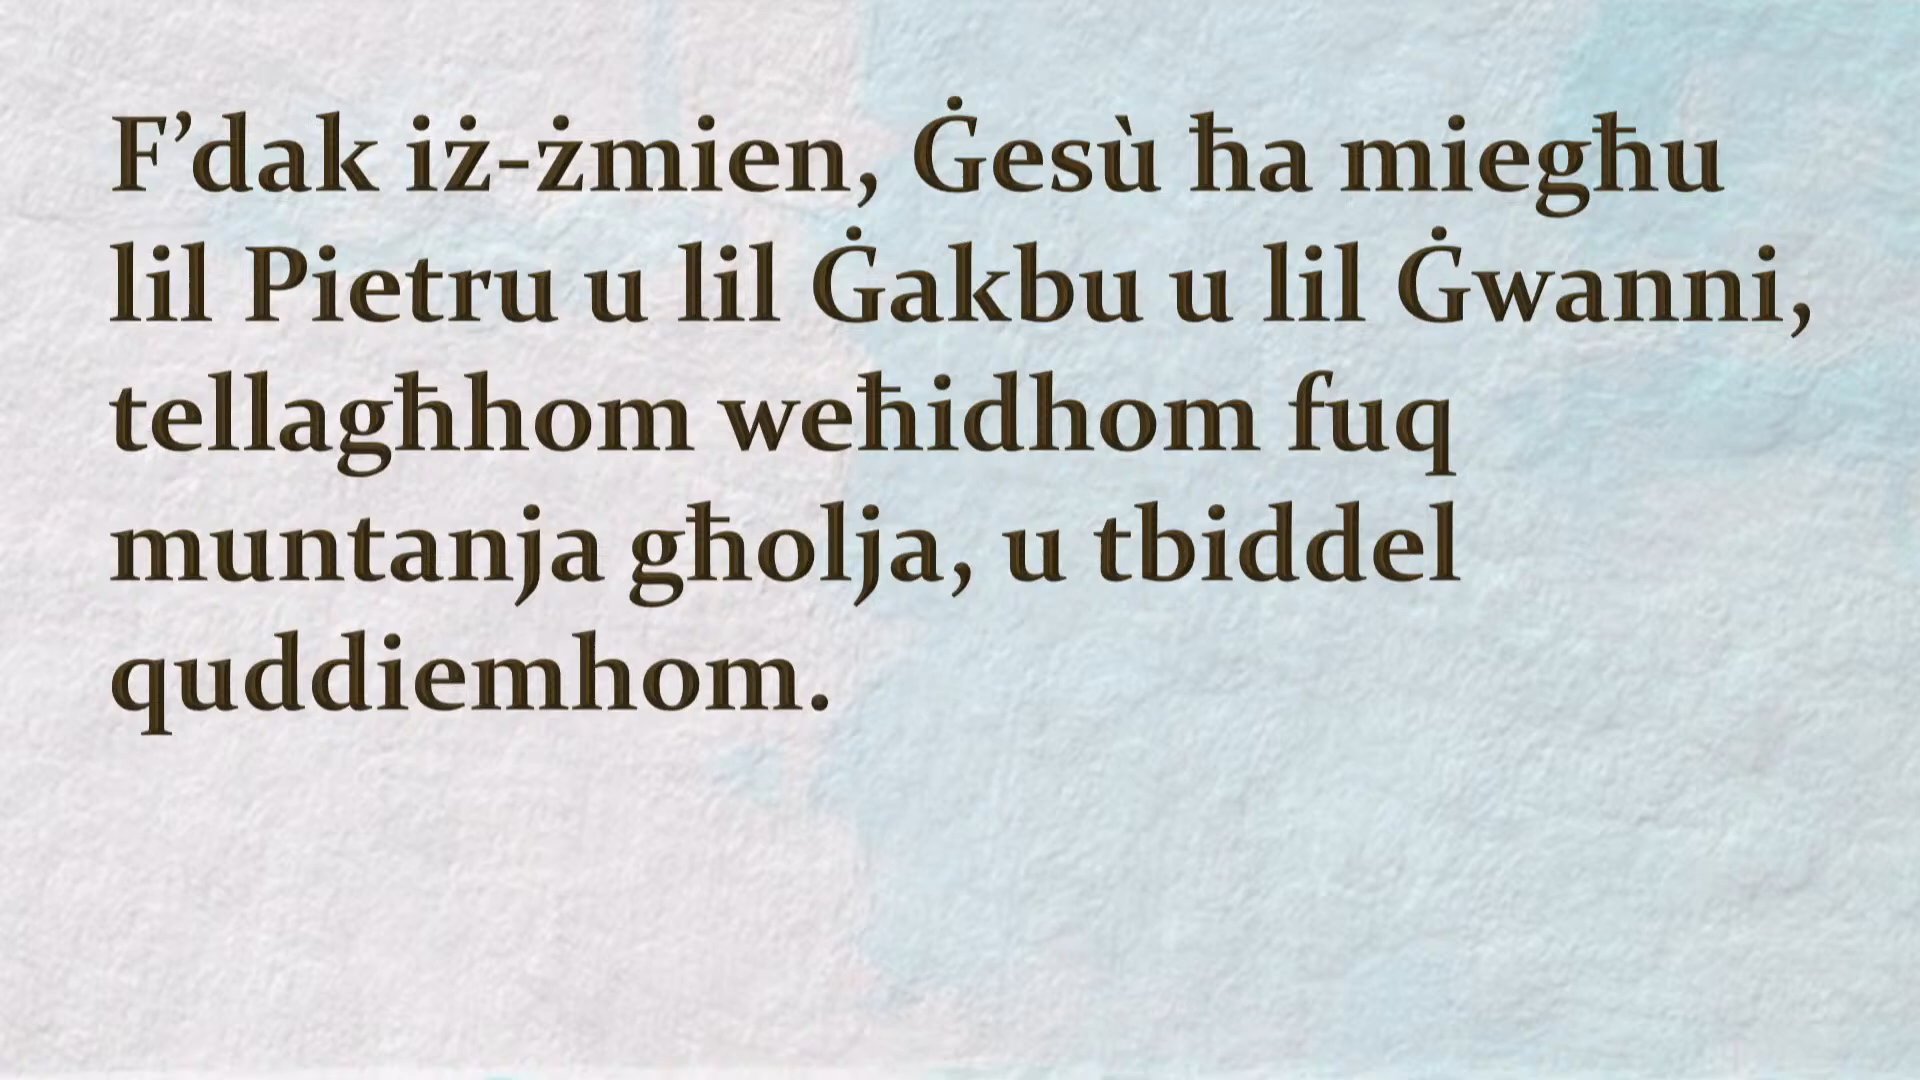 F’dak iż-żmien, Ġesù ħa miegħu
lil Pietru u lil Ġakbu u lil Ġwanni,
tellagħhom weħidhom fuq
muntanja għolja, u tbiddel
quddiemhom.